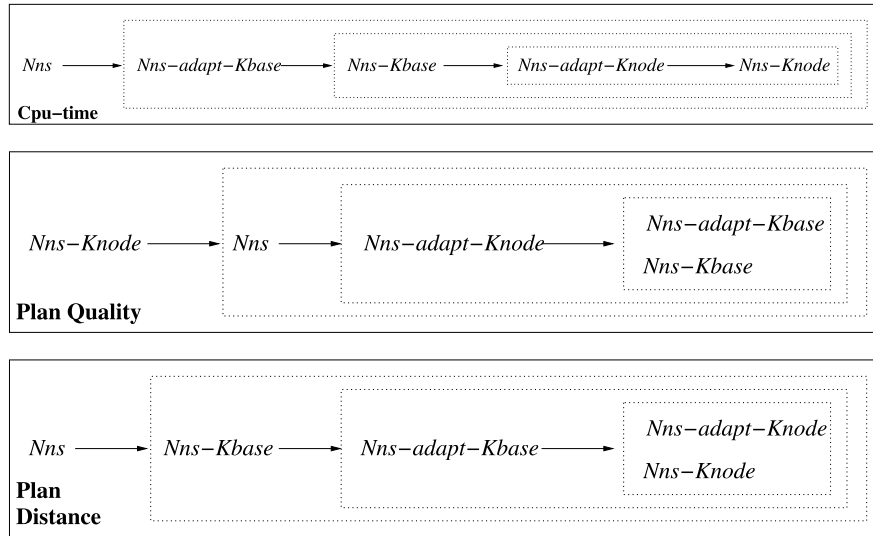 Nns Nns−adapt−Kbase Nns−Kbase Nns−adapt−Knode Nns−Knode
Cpu−time
Nns−Knode Nns Nns−adapt−Knode Nns−adapt−Kbase
Nns−Kbase
Plan Quality
Nns Nns−Kbase Nns−adapt−Kbase Nns−adapt−Knode
Nns−Knode
Plan
Distance